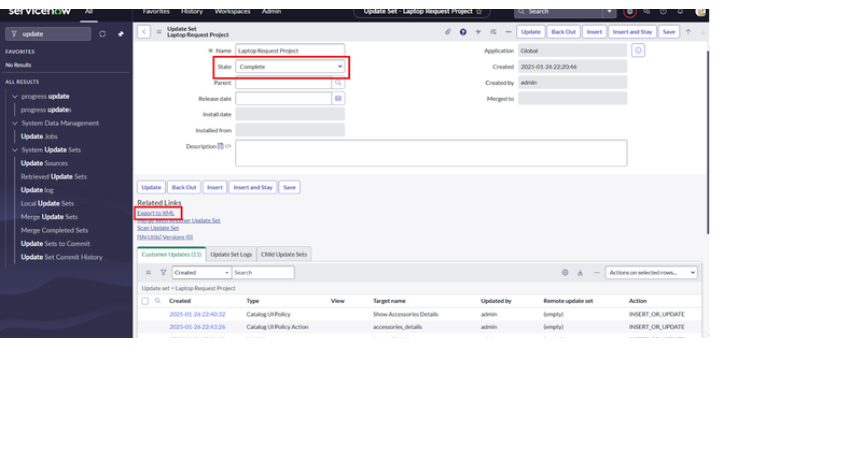 servicenow All Favorites History Workspaces Admin Update Set - Laptop Request Project ☆ Search
update
FAVORITES
No Results
ALL RESULTS
progress update
progress updates
System Data Management
Update Jobs
System Update Sets
Update Sources
Retrieved Update Sets
Update log
Local Update Sets
Merge Update Sets
Merge Completed Sets
Update Sets to Commit
Update Set Commit History
Update Set
Laptop Request Project
Update Back Out Insert Insert and Stay Save
Name Laptop Request Project
State Complete
Parent
Release date
Install date
Installed from
Description
Application Global
Created 2025-01-26 22:20:46
Created by admin
Merged to
Update Back Out Insert Insert and Stay Save
Related Links
Export to XML
Merge With Another Update Set
Scan Update Set
[SN Utils] Versions (0)
Customer Updates (11) Update Set Logs Child Update Sets
Created Search Actions on selected rows...
Update set = Laptop Request Project
Created Type View Target name Updated by Remote update set Action
2025-01-26 22:40:32 Catalog UI Policy Show Accessories Details admin (empty) INSERT_OR_UPDATE
2025-01-26 22:43:26 Catalog UI Policy Action accessories_details admin (empty) INSERT_OR_UPDATE